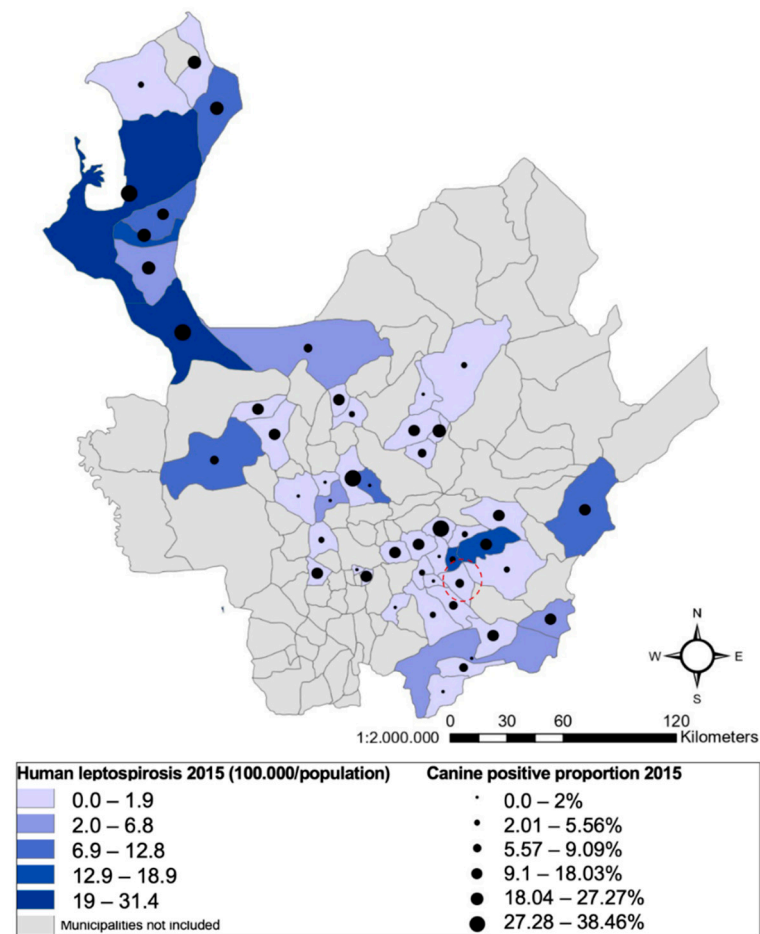 N
W E
S
0 30 60 120
1:2.000.000 Kilometers
Human leptospirosis 2015 (100.000/population)
0.0 – 1.9
2.0 – 6.8
6.9 – 12.8
12.9 – 18.9
19 – 31.4
Municipalities not included
Canine positive proportion 2015
0.0 – 2%
2.01 – 5.56%
5.57 – 9.09%
9.1 – 18.03%
18.04 – 27.27%
27.28 – 38.46%